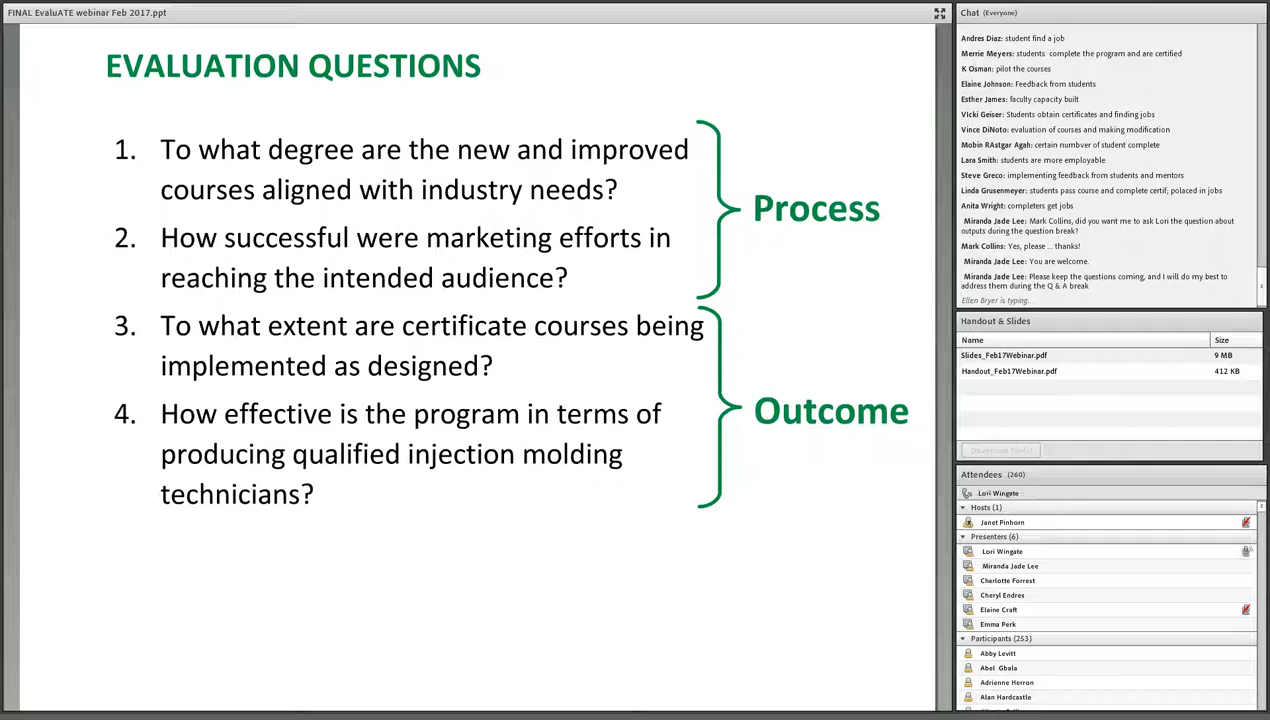 FINAL EvaluATE webinar Feb 2017.ppt
EVALUATION QUESTIONS
1. To what degree are the new and improved
courses aligned with industry needs?
2. How successful were marketing efforts in
reaching the intended audience?
Process
3. To what extent are certificate courses being
implemented as designed?
4. How effective is the program in terms of
producing qualified injection molding
technicians?
Outcome
Chat (Everyone)
Andres Diaz: student find a job
Merrie Meyers: students complete the program and are certified
K Osman: pilot the courses
Elaine Johnson: Feedback from students
Esther James: faculty capacity built
VIcki Geiser: Students obtain certificates and finding jobs
Vince DiNoto: evaluation of courses and making modification
Mobin RAstgar Agah: certain numbver of student complete
Lara Smith: students are more employable
Steve Greco: implementing feedback from students and mentors
Linda Grusenmeyer: students pass course and complete certif; polaced in jobs
Anita Wright: completers get jobs
Miranda Jade Lee: Mark Collins, did you want me to ask Lori the question about
outputs during the question break?
Mark Collins: Yes, please ... thanks!
Miranda Jade Lee: You are welcome.
Miranda Jade Lee: Please keep the questions coming, and I will do my best to
address them during the Q & A break
Ellen Bryer is typing...
Handout & Slides
Name Size
Slides_Feb17Webinar.pdf 9 MB
Handout_Feb17Webinar.pdf 412 KB
Attendees (260)
Lori Wingate
Hosts (1)
Janet Pinhorn
Presenters (6)
Lori Wingate
Miranda Jade Lee
Charlotte Forrest
Cheryl Endres
Elaine Craft
Emma Perk
Participants (253)
Abby Levitt
Abel Gbala
Adrienne Herron
Alan Hardcastle